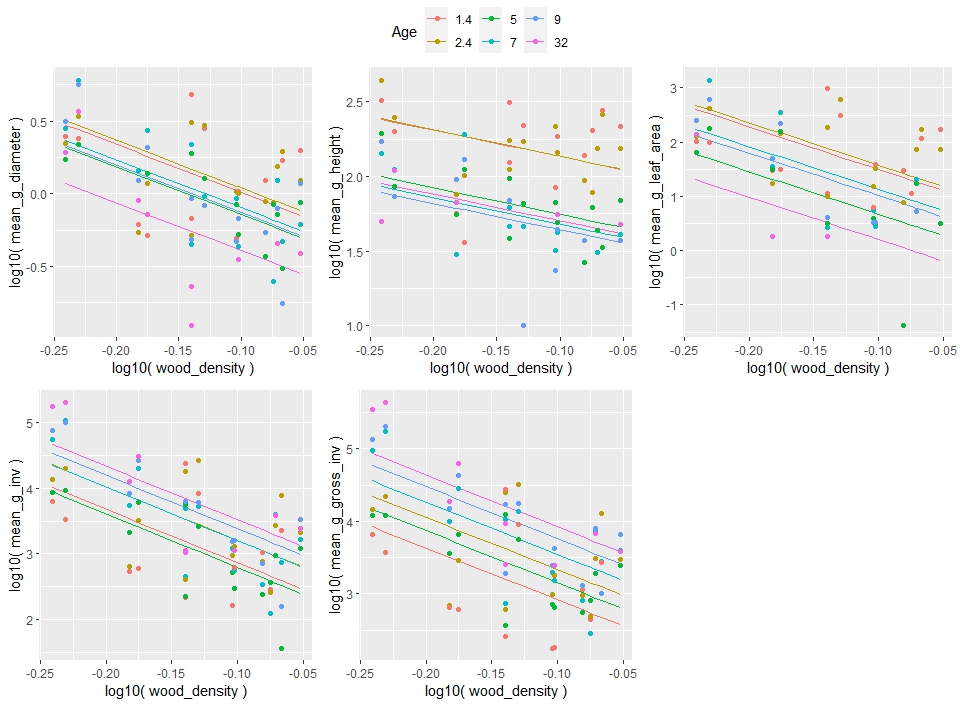 Age 1.4 5 9
2.4 7 32
log10( mean_g_diameter )
0.5
0.0
-0.5
-0.25 -0.20 -0.15 -0.10 -0.05
log10( wood_density )
log10( mean_g_height )
2.5
2.0
1.5
1.0
-0.25 -0.20 -0.15 -0.10 -0.05
log10( wood_density )
log10( mean_g_leaf_area )
3
2
1
0
-1
-0.25 -0.20 -0.15 -0.10 -0.05
log10( wood_density )
log10( mean_g_inv )
5
4
3
2
-0.25 -0.20 -0.15 -0.10 -0.05
log10( wood_density )
log10( mean_g_gross_inv )
5
4
3
-0.25 -0.20 -0.15 -0.10 -0.05
log10( wood_density )